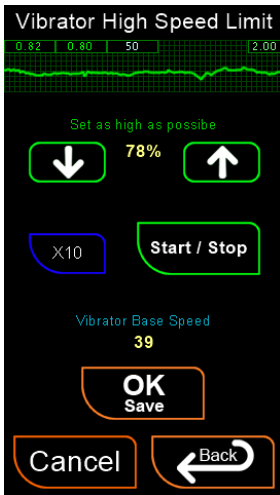 Vibrator High Speed Limit
0.82 0.80 50 2.00
Set as high as possibe
78%
X10
Start / Stop
Vibrator Base Speed
39
OK
Save
Cancel
Back